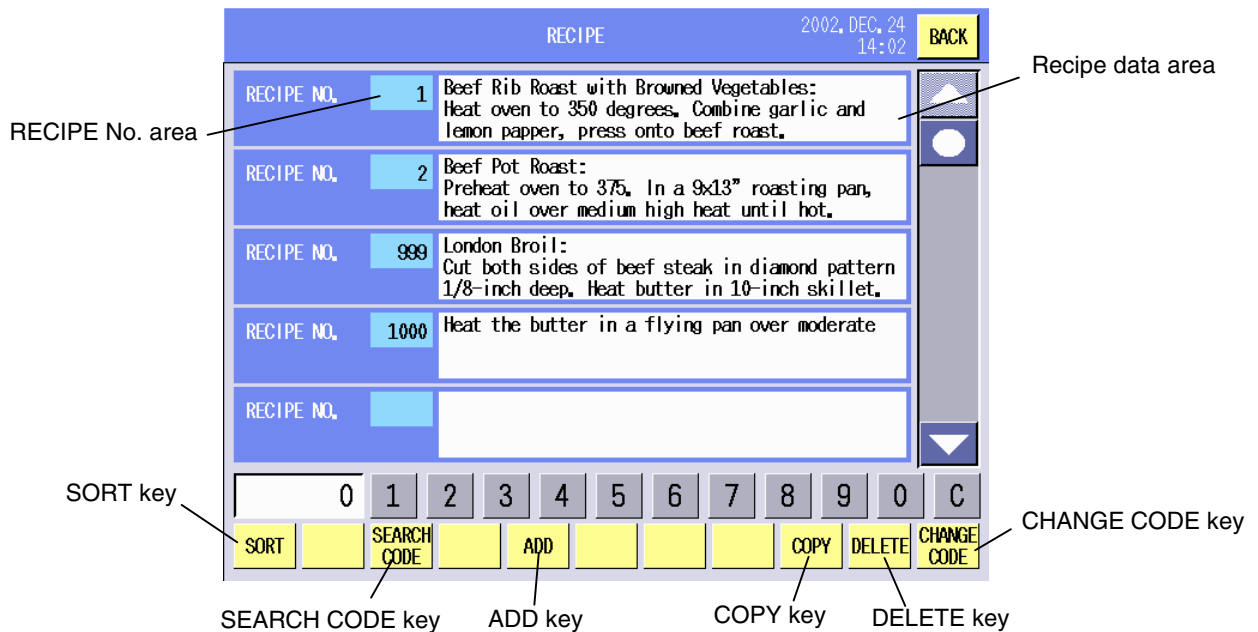 RECIPE
2002.DEC.24
14:02
BACK
Recipe data area
RECIPE No. area
RECIPE NO.
1
Beef Rib Roast with Browned Vegetables:
Heat oven to 350 degrees. Combine garlic and
lemon papper, press onto beef roast.
RECIPE NO.
2
Beef Pot Roast:
Preheat oven to 375. In a 9x13” roasting pan,
heat oil over medium high heat until hot.
RECIPE NO.
999
London Broil:
Cut both sides of beef steak in diamond pattern
1/8-inch deep. Heat butter in 10-inch skillet.
RECIPE NO.
1000
Heat the butter in a flying pan over moderate
RECIPE NO.
0 1 2 3 4 5 6 7 8 9 0 C
SORT key
SORT
SEARCH
CODE
ADD
COPY
DELETE
CHANGE
CODE
CHANGE CODE key
SEARCH CODE key
ADD key
COPY key
DELETE key